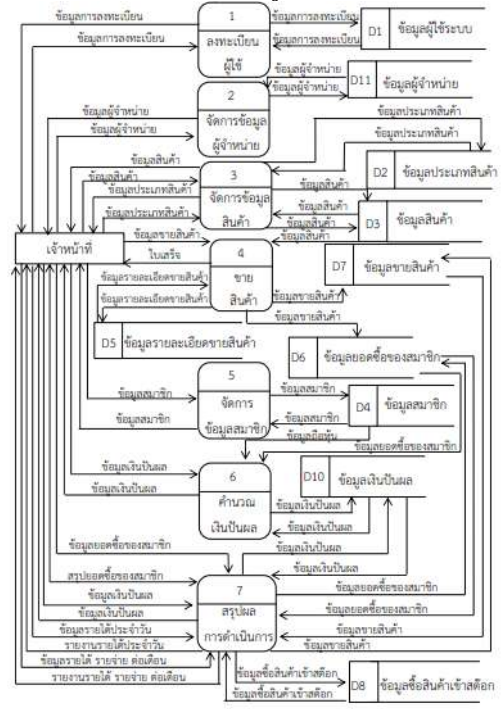 ข้อมูลการลงทะเบียน
1
ข้อมูลการลงทะเบียน
D1
ข้อมูลผู้ใช้ระบบ
ข้อมูลการลงทะเบียน
ลงทะเบียน
ผู้ใช้
ข้อมูลการลงทะเบียน
ข้อมูลผู้จำหน่าย
D11
ข้อมูลผู้จำหน่าย
2
ข้อมูลผู้จำหน่าย
ข้อมูลผู้จำหน่าย
จัดการข้อมูล
ผู้จำหน่าย
ข้อมูลประเภทสินค้า
ข้อมูลผู้จำหน่าย
ข้อมูลประเภทสินค้า
ข้อมูลสินค้า
3
D2
ข้อมูลประเภทสินค้า
ข้อมูลสินค้า
ข้อมูลสินค้า
ข้อมูลประเภทสินค้า
จัดการข้อมูล
สินค้า
ข้อมูลสินค้า
D3
ข้อมูลสินค้า
ข้อมูลประเภทสินค้า
ข้อมูลสินค้า
ข้อมูลขายสินค้า
ข้อมูลสินค้า
เจ้าหน้าที่
ใบเสร็จ
4
D7
ข้อมูลขายสินค้า
ข้อมูลรายละเอียดขายสินค้า
ขาย
สินค้า
ข้อมูลรายละเอียดขายสินค้า
ข้อมูลขายสินค้า
ข้อมูลขายสินค้า
D5
ข้อมูลรายละเอียดขายสินค้า
D6
ข้อมูลยอดซื้อของสมาชิก
5
ข้อมูลสมาชิก
ข้อมูลสมาชิก
จัดการ
ข้อมูลสมาชิก
D4
ข้อมูลสมาชิก
ข้อมูลสมาชิก
ข้อมูลสมาชิก
ข้อมูลถือหุ้น
ข้อมูลยอดซื้อของสมาชิก
ข้อมูลเงินปันผล
6
D10
ข้อมูลเงินปันผล
ข้อมูลเงินปันผล
คำนวณ
เงินปันผล
ข้อมูลเงินปันผล
ข้อมูลเงินปันผล
ข้อมูลยอดซื้อของสมาชิก
ข้อมูลเงินปันผล
ข้อมูลเงินปันผล
สรุปยอดซื้อของสมาชิก
7
ข้อมูลยอดซื้อของสมาชิก
ข้อมูลเงินปันผล
สรุปผล
การดำเนินการ
ข้อมูลเงินปันผล
ข้อมูลยอดซื้อของสมาชิก
ข้อมูลรายได้ประจำวัน
ข้อมูลขายสินค้า
รายงานรายได้ประจำวัน
ข้อมูลขายสินค้า
ข้อมูลรายได้ รายจ่าย ต่อเดือน
รายงานรายได้ รายจ่าย ต่อเดือน
ข้อมูลซื้อสินค้าเข้าสต๊อก
D8
ข้อมูลซื้อสินค้าเข้าสต๊อก
ข้อมูลซื้อสินค้าเข้าสต๊อก